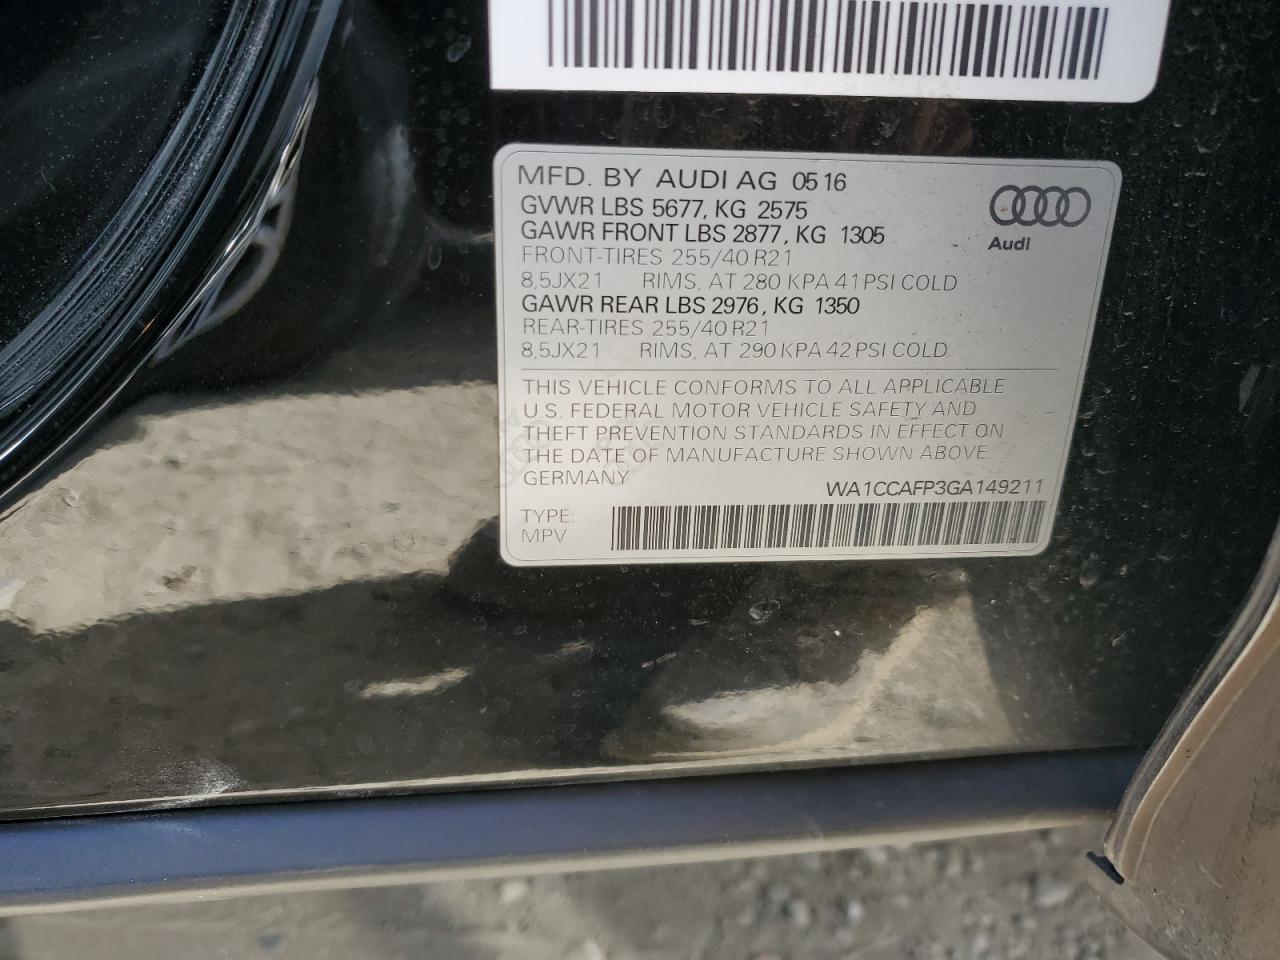 MFD. BY AUDI AG 05 16
GVWR LBS 5677, KG 2575
GAWR FRONT LBS 2877, KG 1305
FRONT-TIRES 255/40 R21
8,5JX21 RIMS, AT 280 KPA 41 PSI COLD
GAWR REAR LBS 2976, KG 1350
REAR-TIRES 255/40 R21
8,5JX21 RIMS, AT 290 KPA 42 PSI COLD
Audi
THIS VEHICLE CONFORMS TO ALL APPLICABLE
U.S. FEDERAL MOTOR VEHICLE SAFETY AND
THEFT PREVENTION STANDARDS IN EFFECT ON
THE DATE OF MANUFACTURE SHOWN ABOVE.
GERMANY
WA1CCAFP3GA149211
TYPE:
MPV